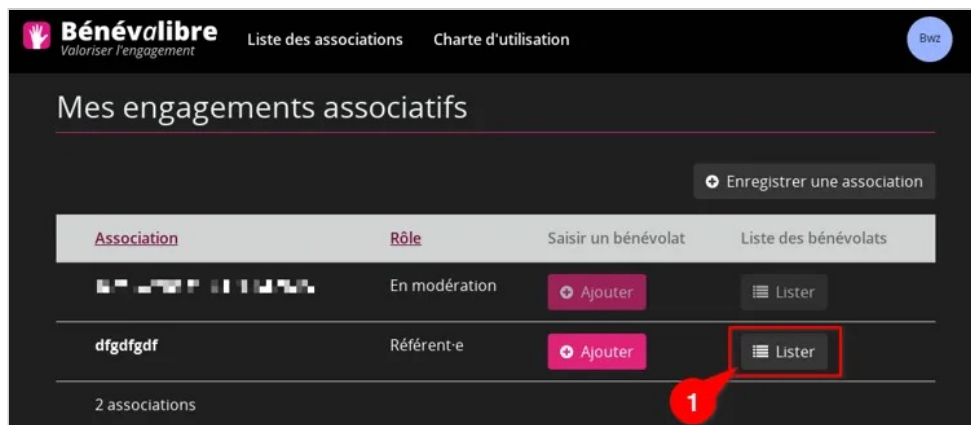 Bénévalibre
Valoriser l'engagement
Liste des associations
Charte d'utilisation
Bwz
Mes engagements associatifs
Enregistrer une association
Association Rôle Saisir un bénévolat Liste des bénévolats
En modération Ajouter Lister
dfgdfgdf Référent·e Ajouter Lister
1
2 associations